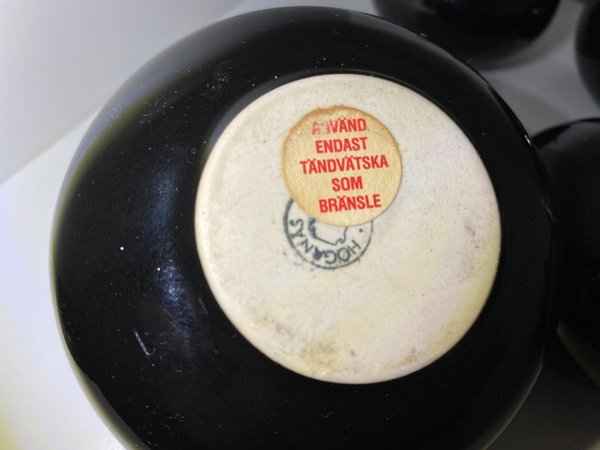 ANVÄND
ENDAST
TÄNDVÄTSKA
SOM
BRÄNSLE
HÖGANÄS